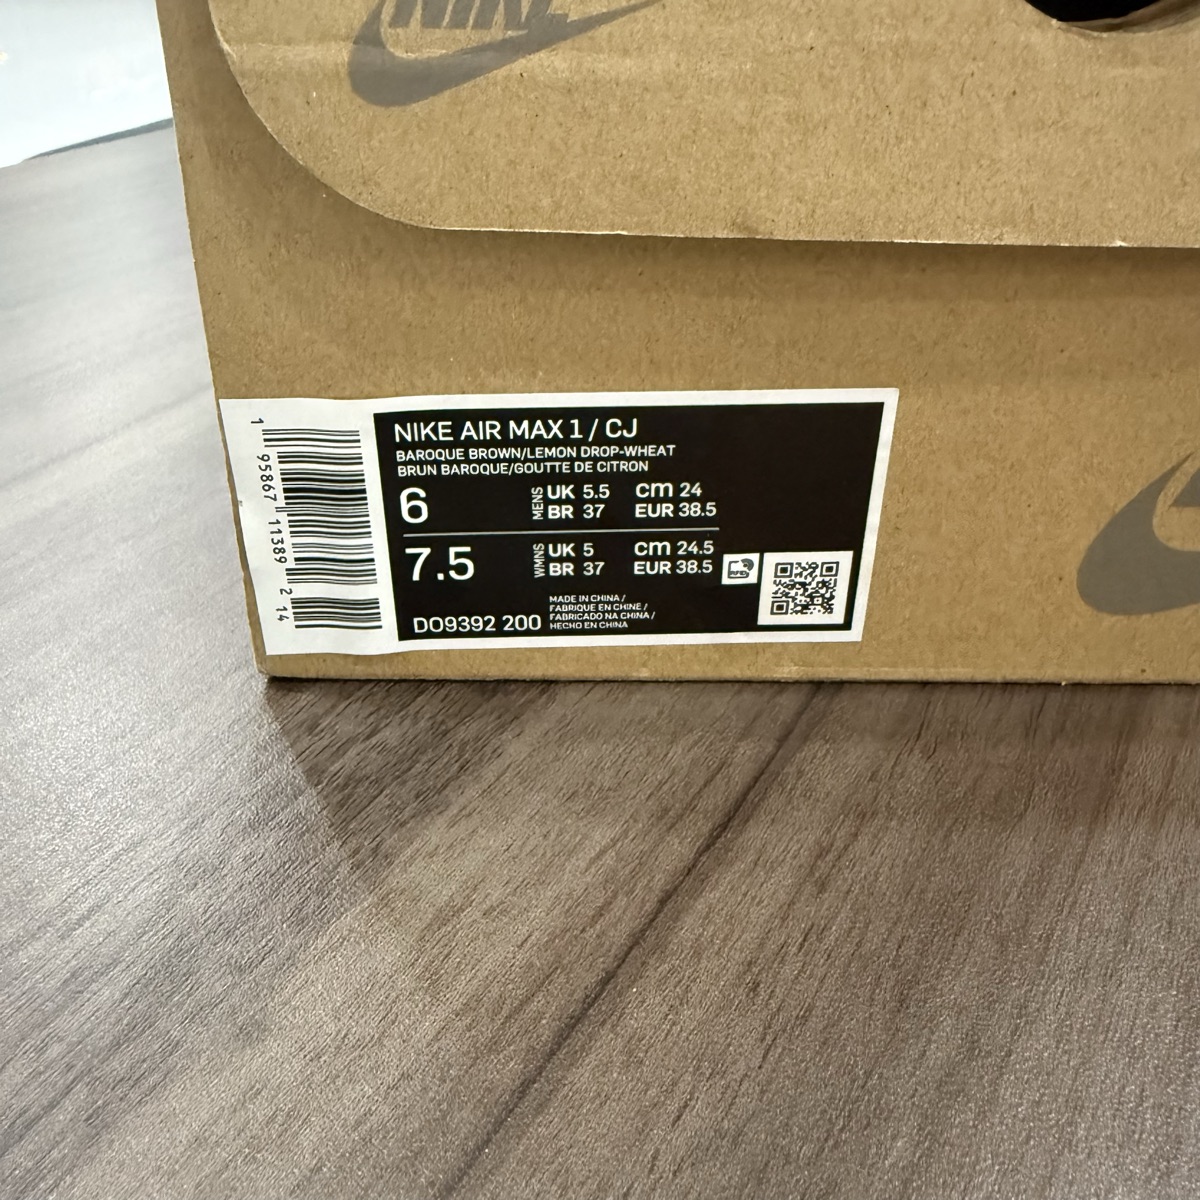 NIKE
NIKE AIR MAX 1 / CJ
BAROQUE BROWN/LEMON DROP-WHEAT
BRUN BAROQUE/GOUTTE DE CITRON
6 MENS UK 5.5 cm 24
BR 37 EUR 38.5
7.5 WMNS UK 5 cm 24.5
BR 37 EUR 38.5
DO9392 200
MADE IN CHINA /
FABRIQUE EN CHINE /
FABRICADO NA CHINA /
HECHO EN CHINA
1 95867 11389 2 14